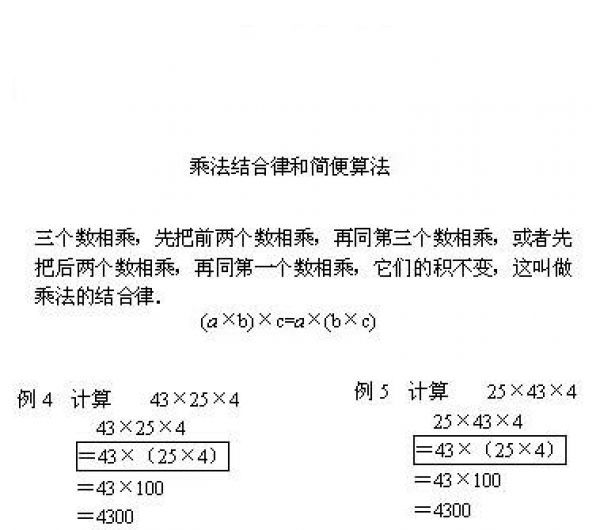 乘法结合律和简便算法
三个数相乘，先把前两个数相乘，再同第三个数相乘，或者先
把后两个数相乘，再同第一个数相乘，它们的积不变，这叫做
乘法的结合律．
(a×b)×c=a×(b×c)
例4 计算 43×25×4
43×25×4
=43×（25×4）
=43×100
=4300
例5 计算 25×43×4
25×43×4
=43×（25×4）
=43×100
=4300